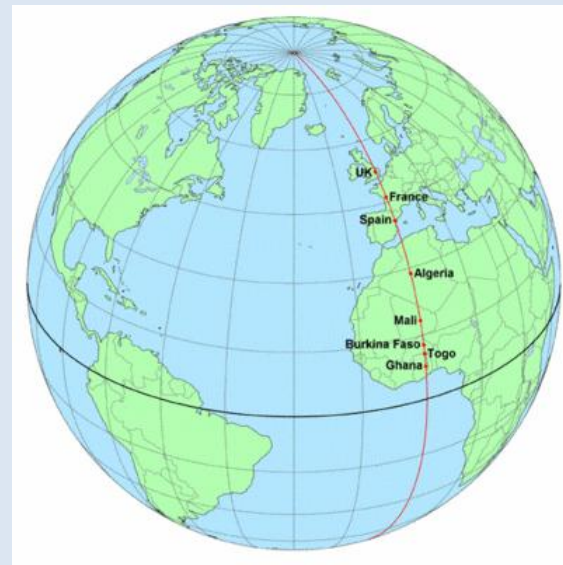 UK
France
Spain
Algeria
Mali
Burkina Faso
Togo
Ghana